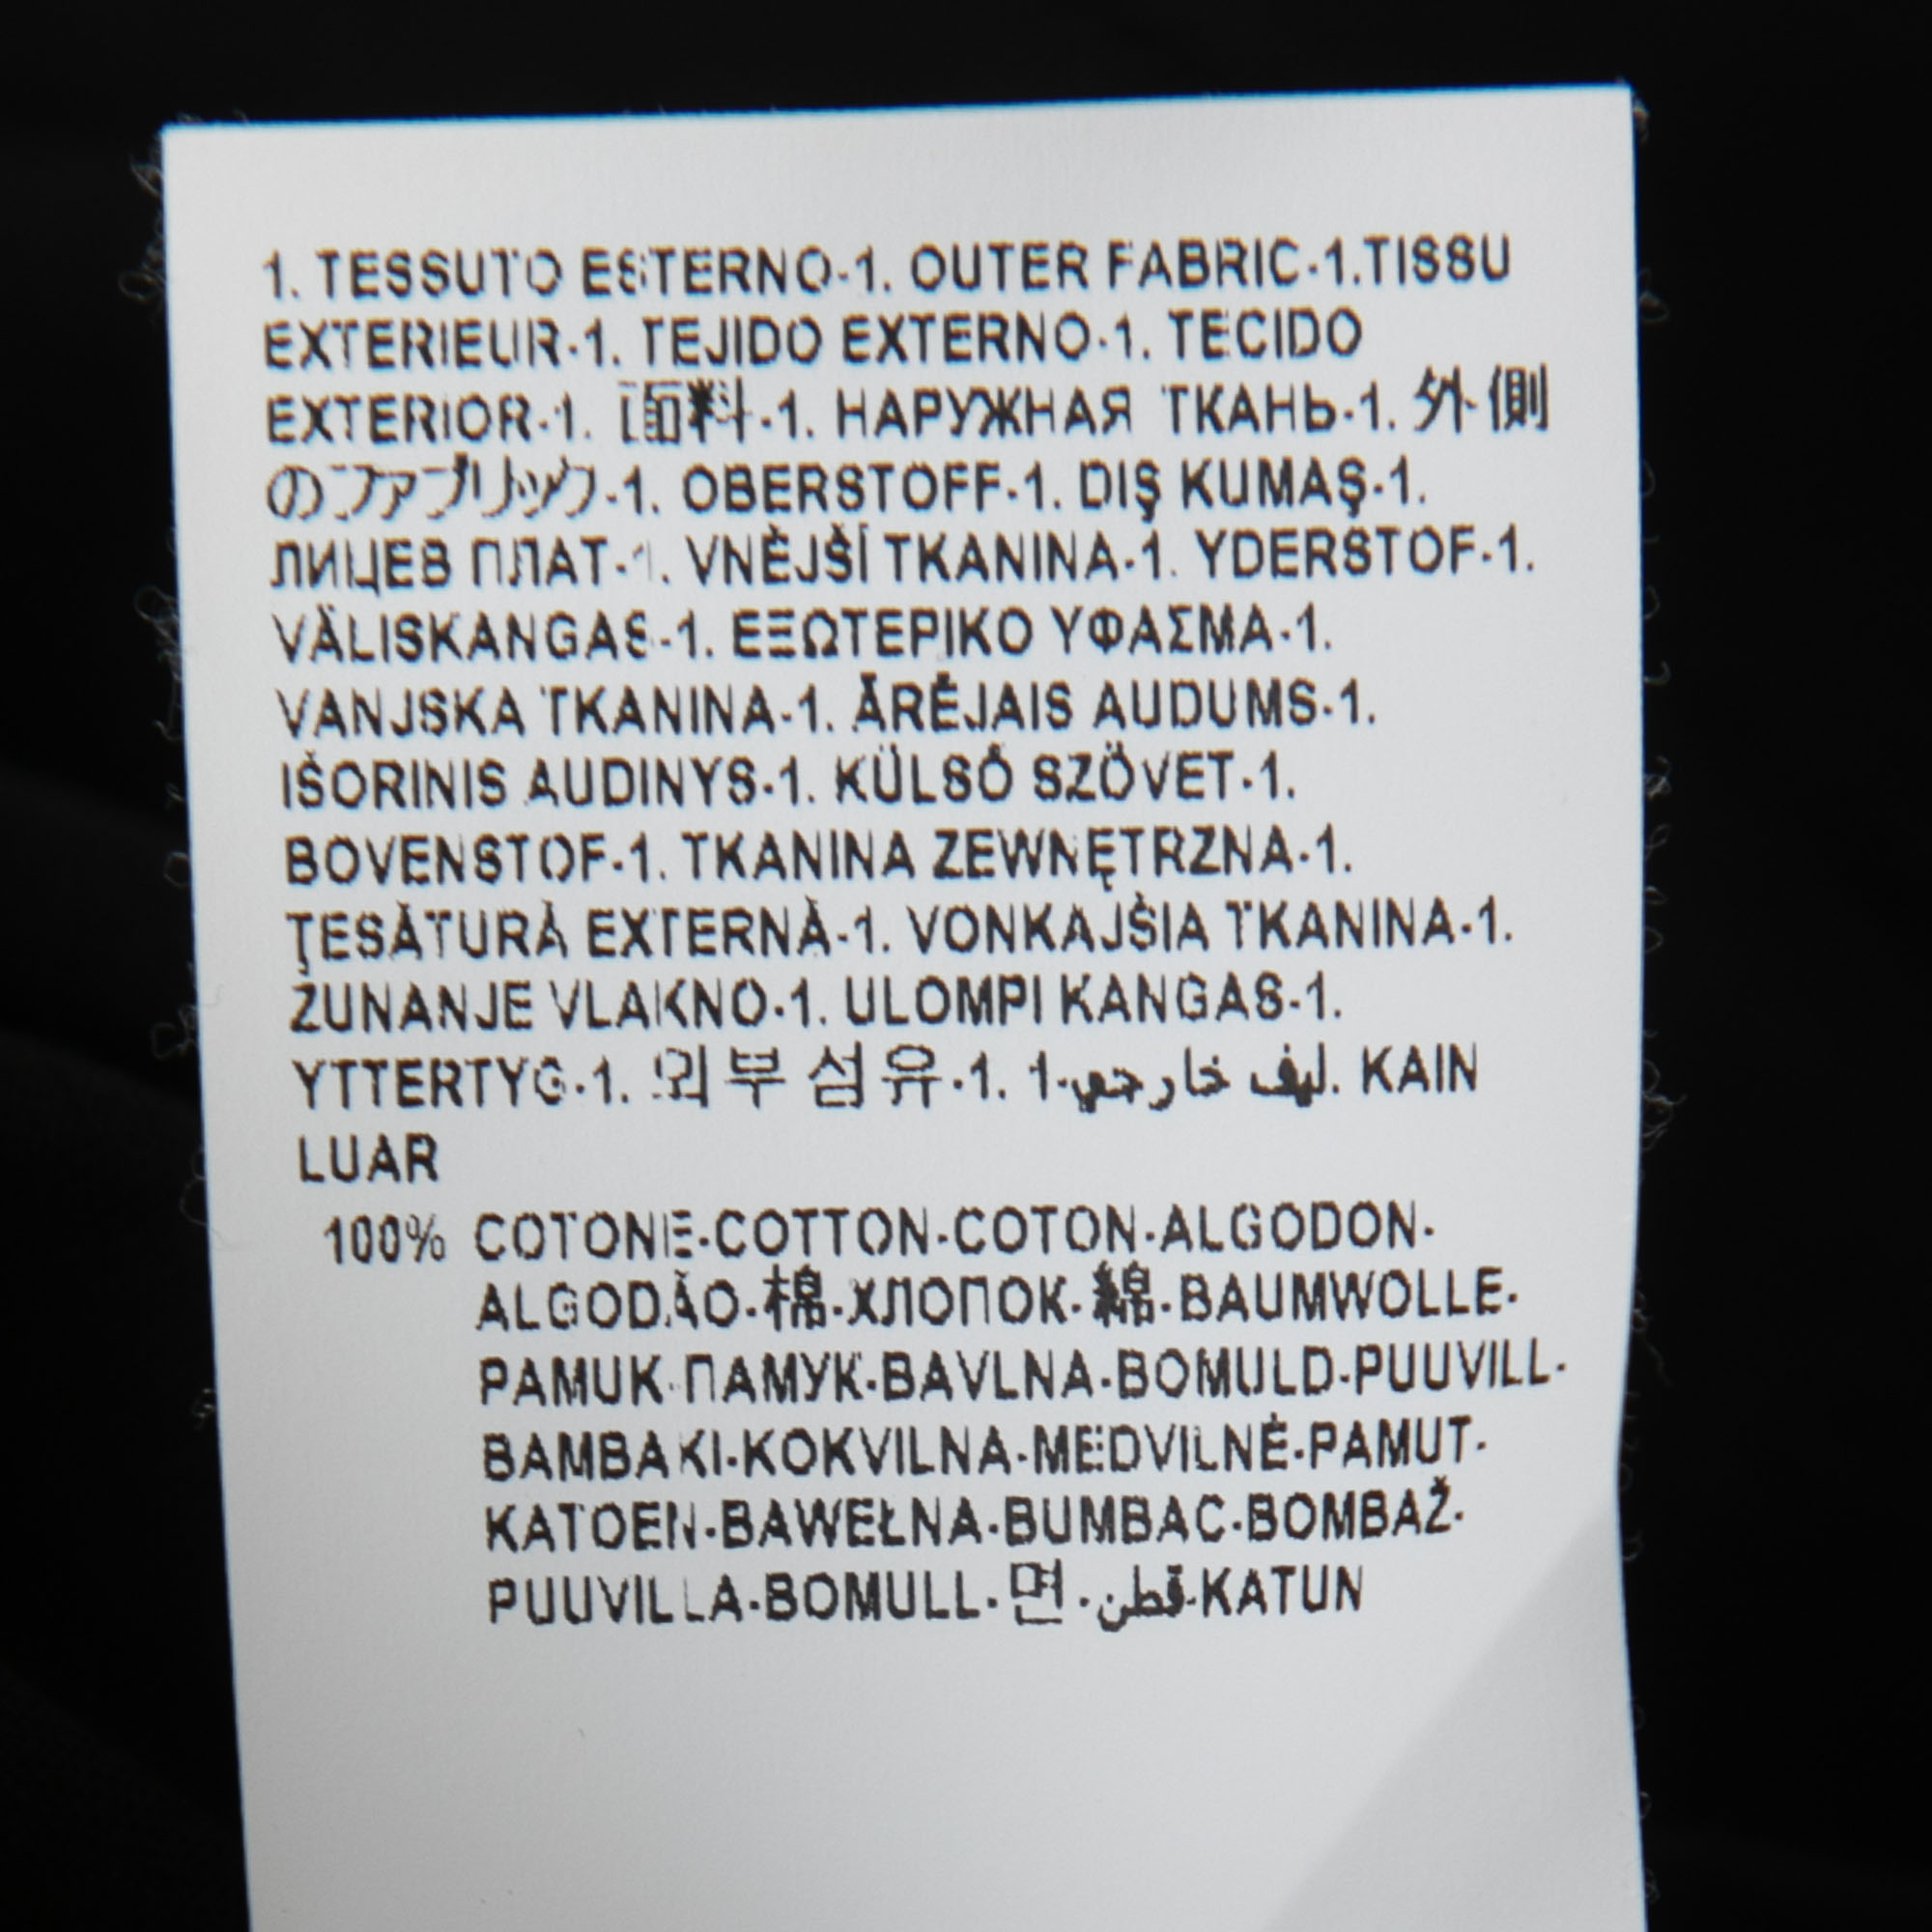 1. TESSUTO ESTERNO-1. OUTER FABRIC-1.TISSU
EXTERIEUR-1. TEJIDO EXTERNO-1. TECIDO
EXTERIOR-1. 面料-1. НАРУЖНАЯ ТКАНЬ-1. 外側
のファブリック-1. OBERSTOFF-1. DIŞ KUMAŞ-1.
ЛИЦЕВ ПЛАТ-1. VNĚJŠÍ TKANINA-1. YDERSTOF-1.
VÄLISKANGAS-1. ΕΞΩΤΕΡΙΚΟ ΥΦΑΣΜΑ-1.
VANJSKA TKANINA-1. ĀRĒJAIS AUDUMS-1.
IŠORINIS AUDINYS-1. KÜLSŐ SZÖVET-1.
BOVENSTOF-1. TKANINA ZEWNĘTRZNA-1.
ŢESĂTURĂ EXTERNĂ-1. VONKAJŠIA TKANINA-1.
ZUNANJE VLAKNO-1. ULOMPI KANGAS-1.
YTTERTYG-1. 외부 섬유-1. ليف خارجي-1. KAIN
LUAR
100% COTONE-COTTON-COTON-ALGODON-
ALGODÃO-棉-ХЛОПОК-綿-BAUMWOLLE-
PAMUK-ПАМУК-BAVLNA-BOMULD-PUUVILL-
BAMBAKI-KOKVILNA-MEDVILNĖ-PAMUT-
KATOEN-BAWEŁNA-BUMBAC-BOMBAŽ-
PUUVILLA-BOMULL-면-قطن-KATUN